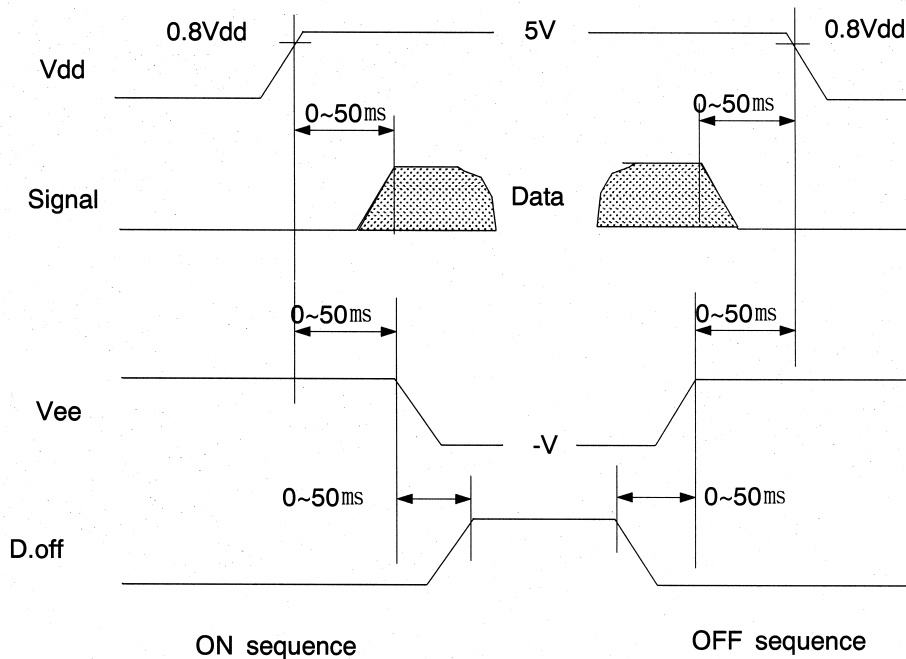 0.8Vdd
5V
0.8Vdd
Vdd
0~50ms
0~50ms
Signal
Data
0~50ms
0~50ms
Vee
-V
0~50ms
0~50ms
D.off
ON sequence
OFF sequence